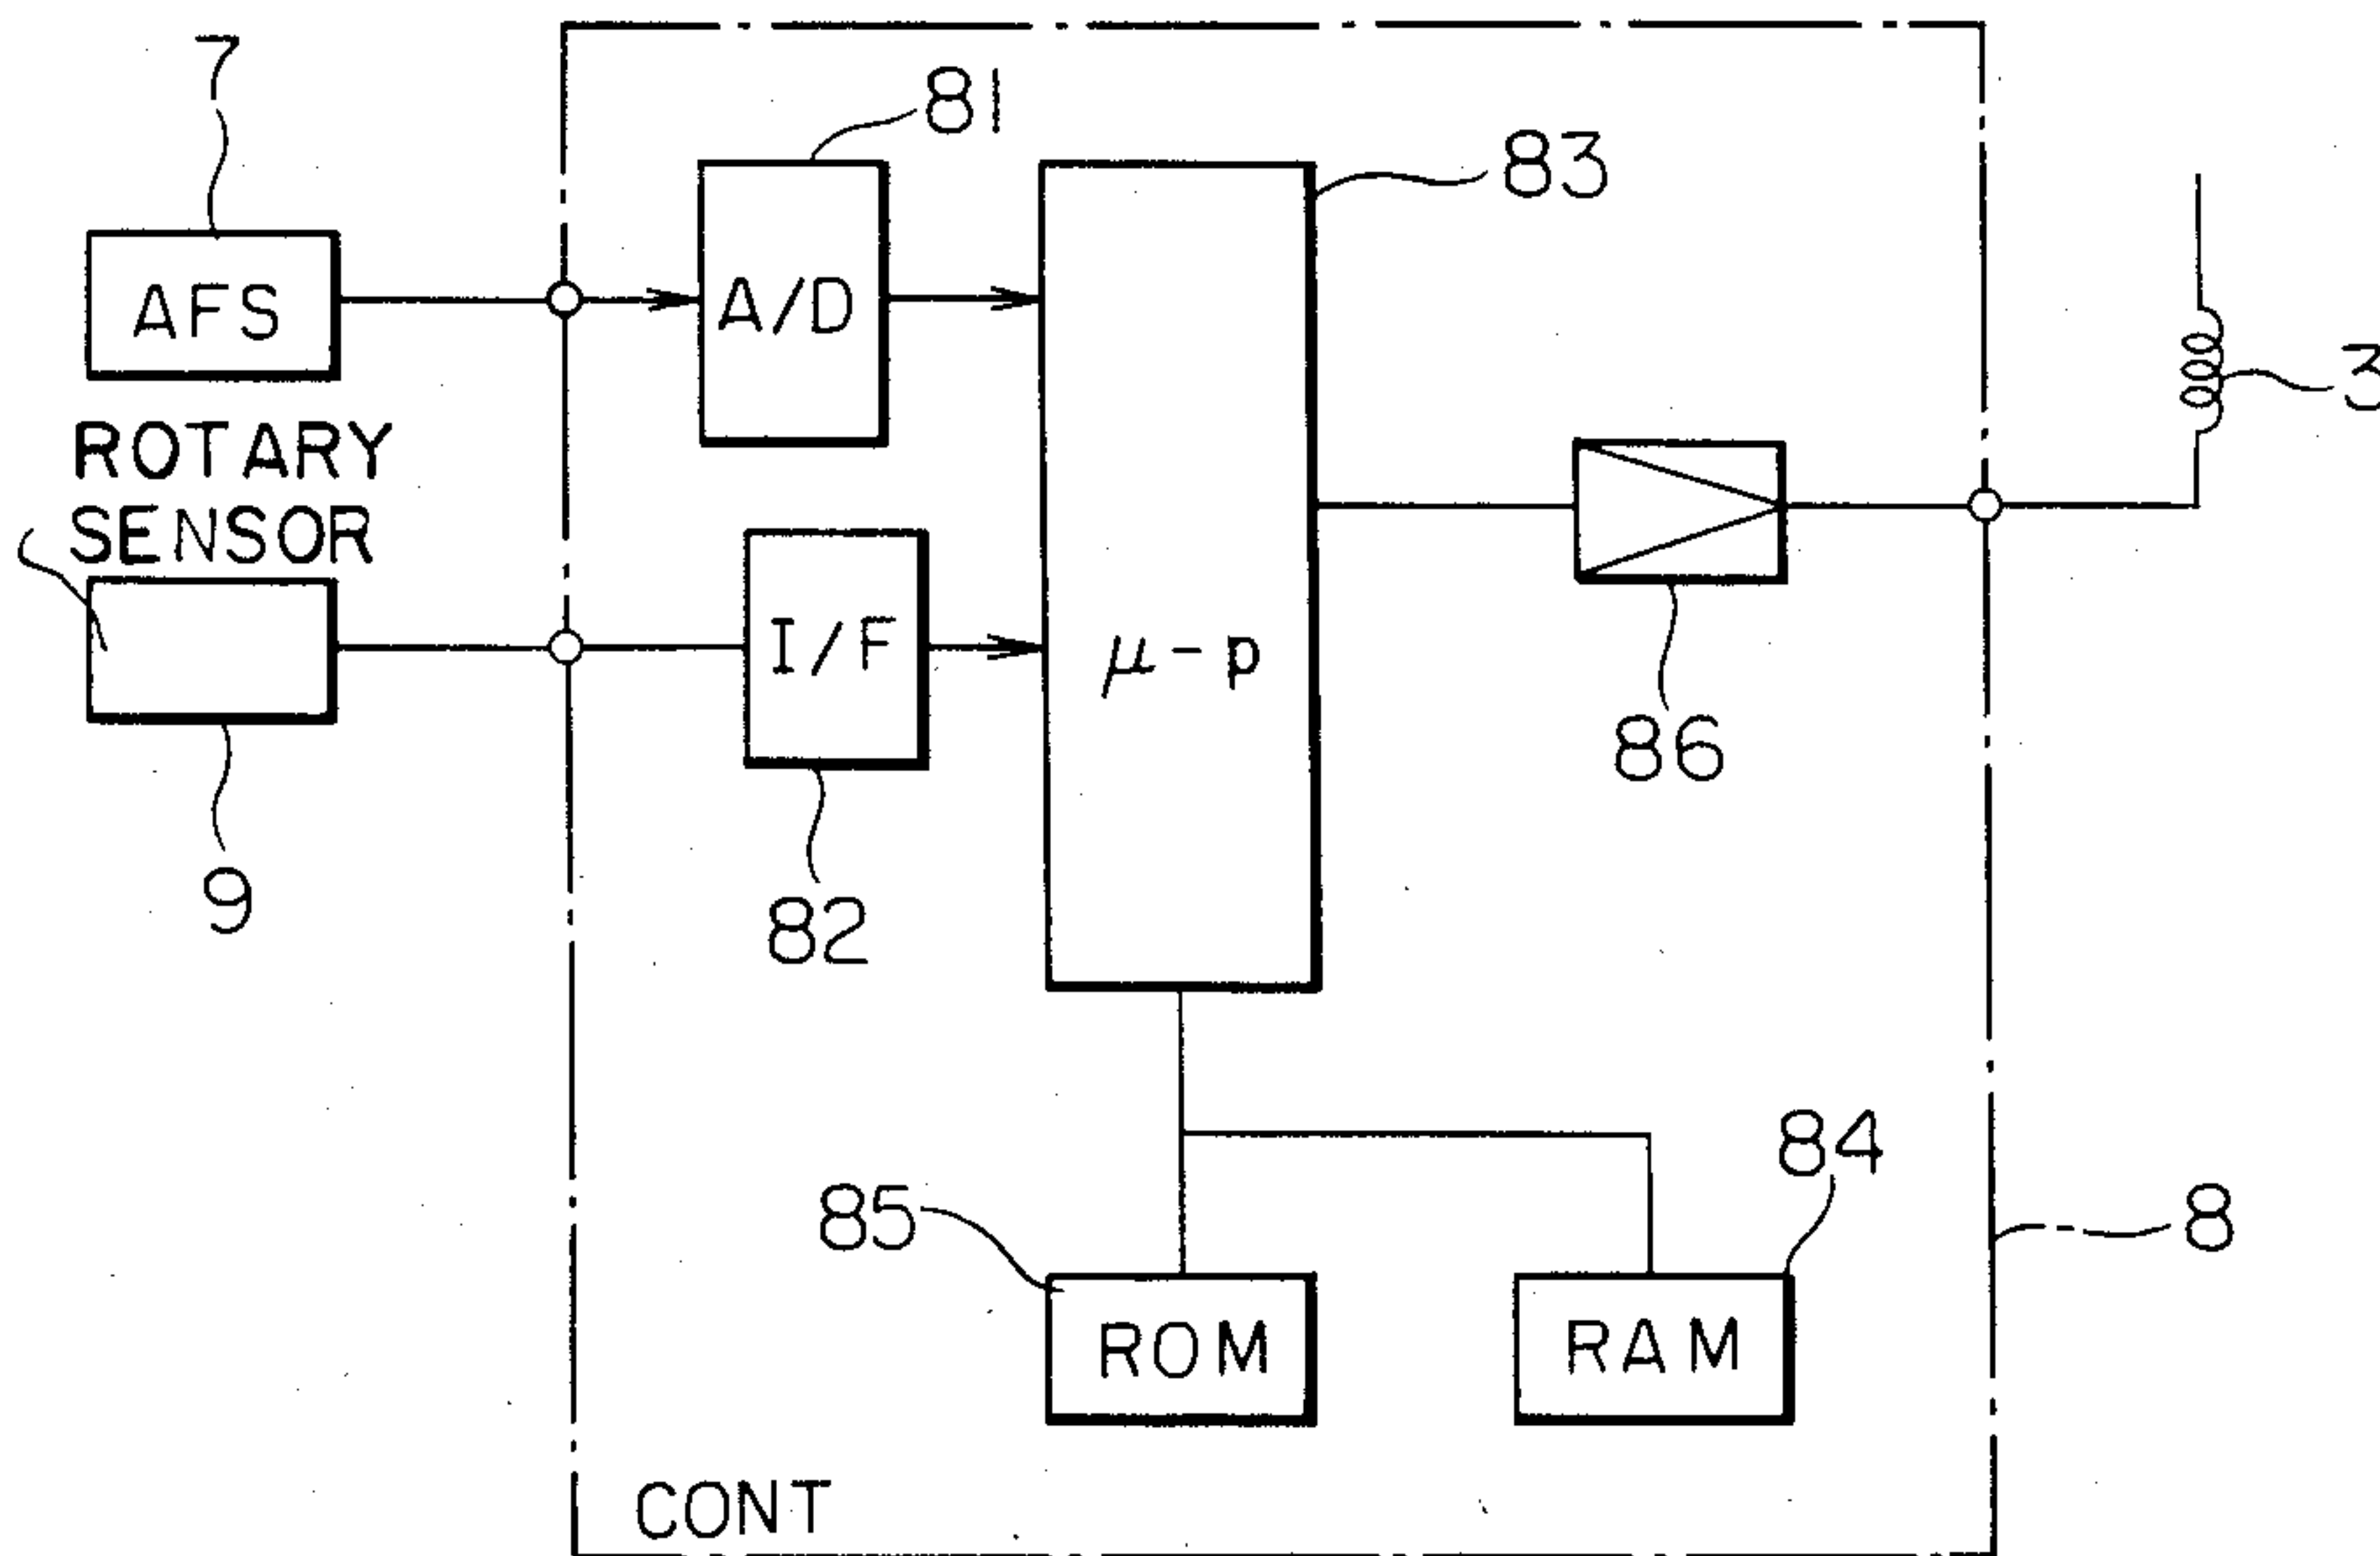 7
81
83
AFS
A/D
3
ROTARY
SENSOR
I/F
μ-p
86
9
82
84
85
8
ROM
RAM
CONT